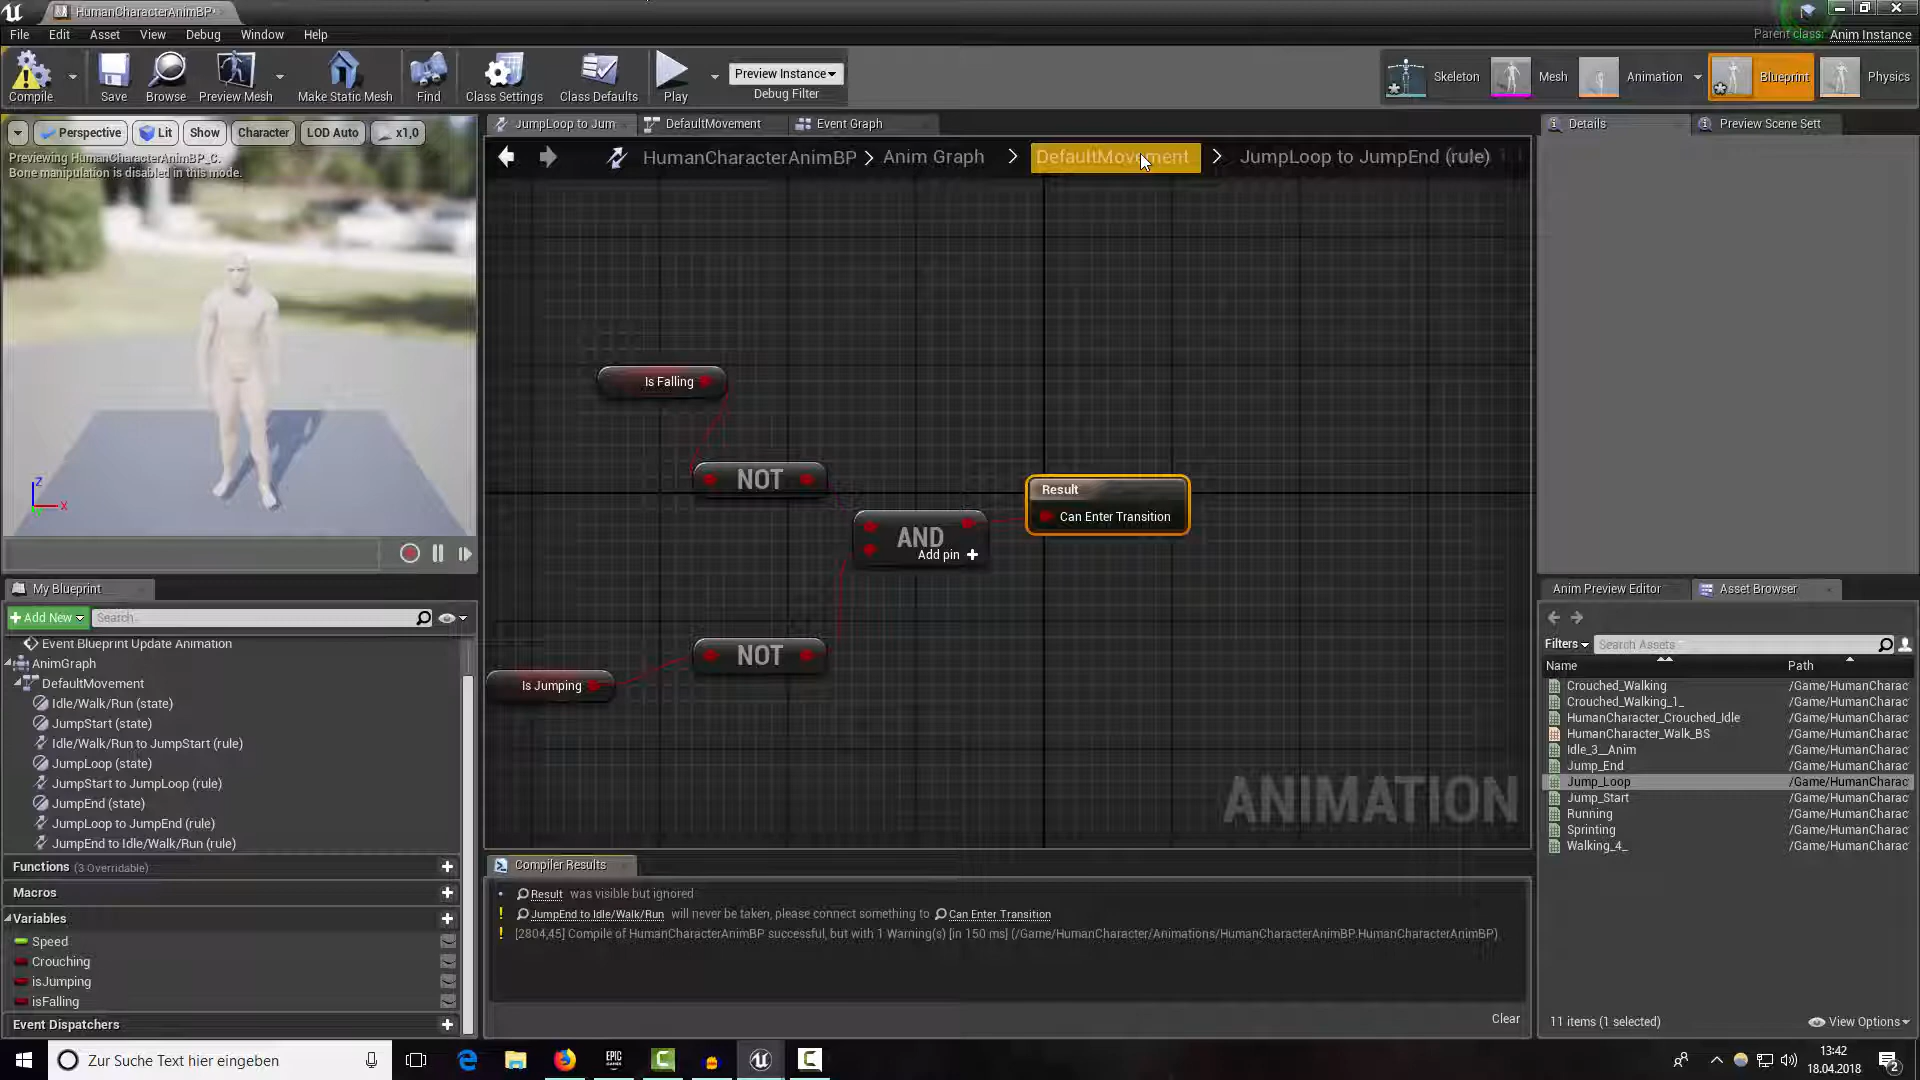 HumanCharacterAnimBP*
File Edit Asset View Debug Window Help
Parent class: Anim Instance
Compile Save Browse Preview Mesh Make Static Mesh Find Class Settings Class Defaults Play
Preview Instance
Debug Filter
Skeleton Mesh Animation Blueprint Physics
JumpLoop to Jum DefaultMovement Event Graph
Details Preview Scene Sett
Perspective Lit Show Character LOD Auto x1,0
Previewing HumanCharacterAnimBP_C.
Bone manipulation is disabled in this mode.
HumanCharacterAnimBP > Anim Graph > DefaultMovement > JumpLoop to JumpEnd (rule)
Is Falling
NOT
Result
Can Enter Transition
AND
Add pin +
NOT
Is Jumping
ANIMATION
Z
X
My Blueprint
+ Add New Search
Event Blueprint Update Animation
AnimGraph
DefaultMovement
Idle/Walk/Run (state)
JumpStart (state)
Idle/Walk/Run to JumpStart (rule)
JumpLoop (state)
JumpStart to JumpLoop (rule)
JumpEnd (state)
JumpLoop to JumpEnd (rule)
JumpEnd to Idle/Walk/Run (rule)
Functions (3 Overridable)
Macros
Variables
Speed
Crouching
isJumping
isFalling
Event Dispatchers
Compiler Results
Result was visible but ignored
JumpEnd to Idle/Walk/Run will never be taken, please connect something to Can Enter Transition
[2804,45] Compile of HumanCharacterAnimBP successful, but with 1 Warning(s) [in 150 ms] (/Game/HumanCharacter/Animations/HumanCharacterAnimBP.HumanCharacterAnimBP)
Clear
Anim Preview Editor Asset Browser
Filters Search Assets
Name Path
Crouched_Walking /Game/HumanCharac
Crouched_Walking_1_ /Game/HumanCharac
HumanCharacter_Crouched_Idle /Game/HumanCharac
HumanCharacter_Walk_BS /Game/HumanCharac
Idle_3__Anim /Game/HumanCharac
Jump_End /Game/HumanCharac
Jump_Loop /Game/HumanCharac
Jump_Start /Game/HumanCharac
Running /Game/HumanCharac
Sprinting /Game/HumanCharac
Walking_4_ /Game/HumanCharac
11 items (1 selected) View Options
Zur Suche Text hier eingeben
EPIC
GAMES
13:42
18.04.2018
2